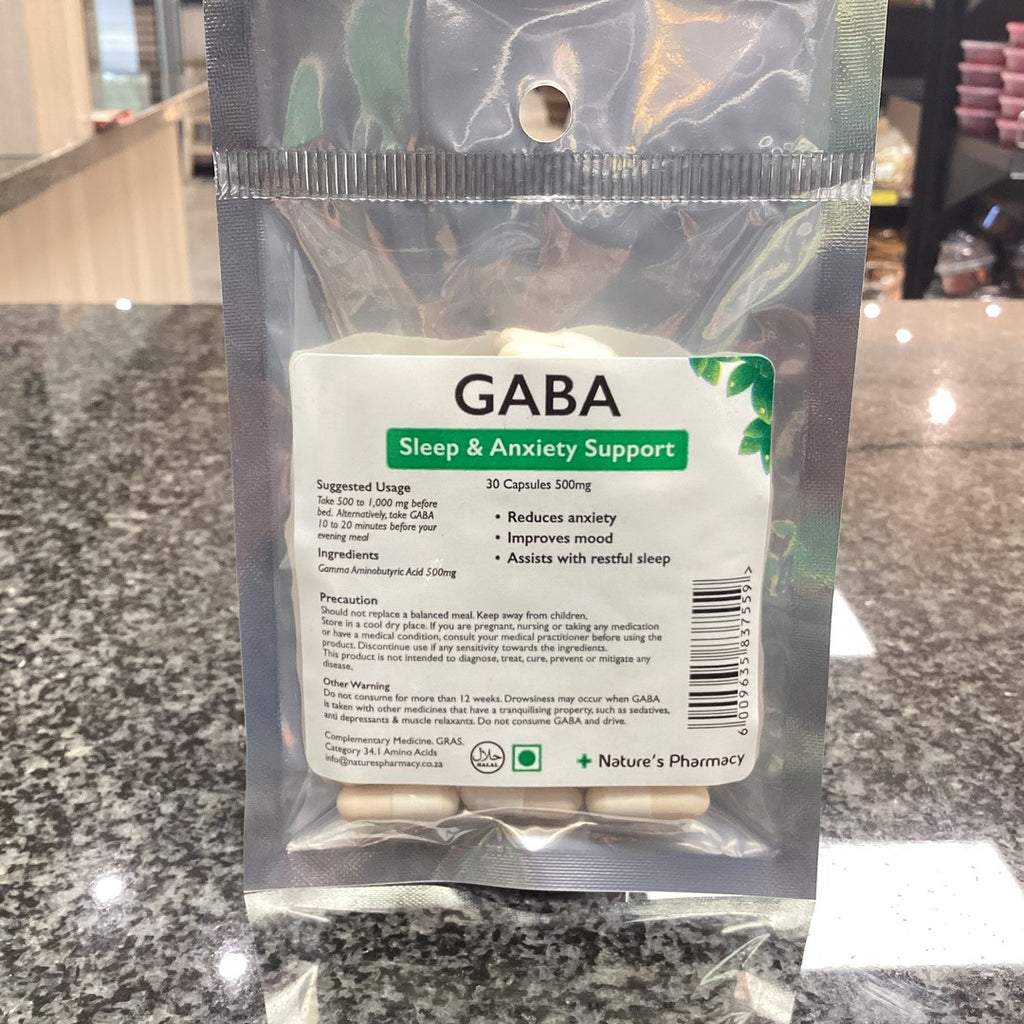 GABA
Sleep & Anxiety Support
Suggested Usage
Take 500 to 1,000 mg before
bed. Alternatively, take GABA
10 to 20 minutes before your
evening meal
Ingredients
Gamma Aminobutyric Acid 500mg
30 Capsules 500mg
• Reduces anxiety
• Improves mood
• Assists with restful sleep
Precaution
Should not replace a balanced meal. Keep away from children.
Store in a cool dry place. If you are pregnant, nursing or taking any medication
or have a medical condition, consult your medical practitioner before using the
product. Discontinue use if any sensitivity towards the ingredients.
This product is not intended to diagnose, treat, cure, prevent or mitigate any
disease.
Other Warning
Do not consume for more than 12 weeks. Drowsiness may occur when GABA
is taken with other medicines that have a tranquilising property, such as sedatives,
anti depressants & muscle relaxants. Do not consume GABA and drive.
Complementary Medicine. GRAS.
Category 34.1 Amino Acids
info@naturespharmacy.co.za
حلال
HALAL
+ Nature's Pharmacy
6009635837559>